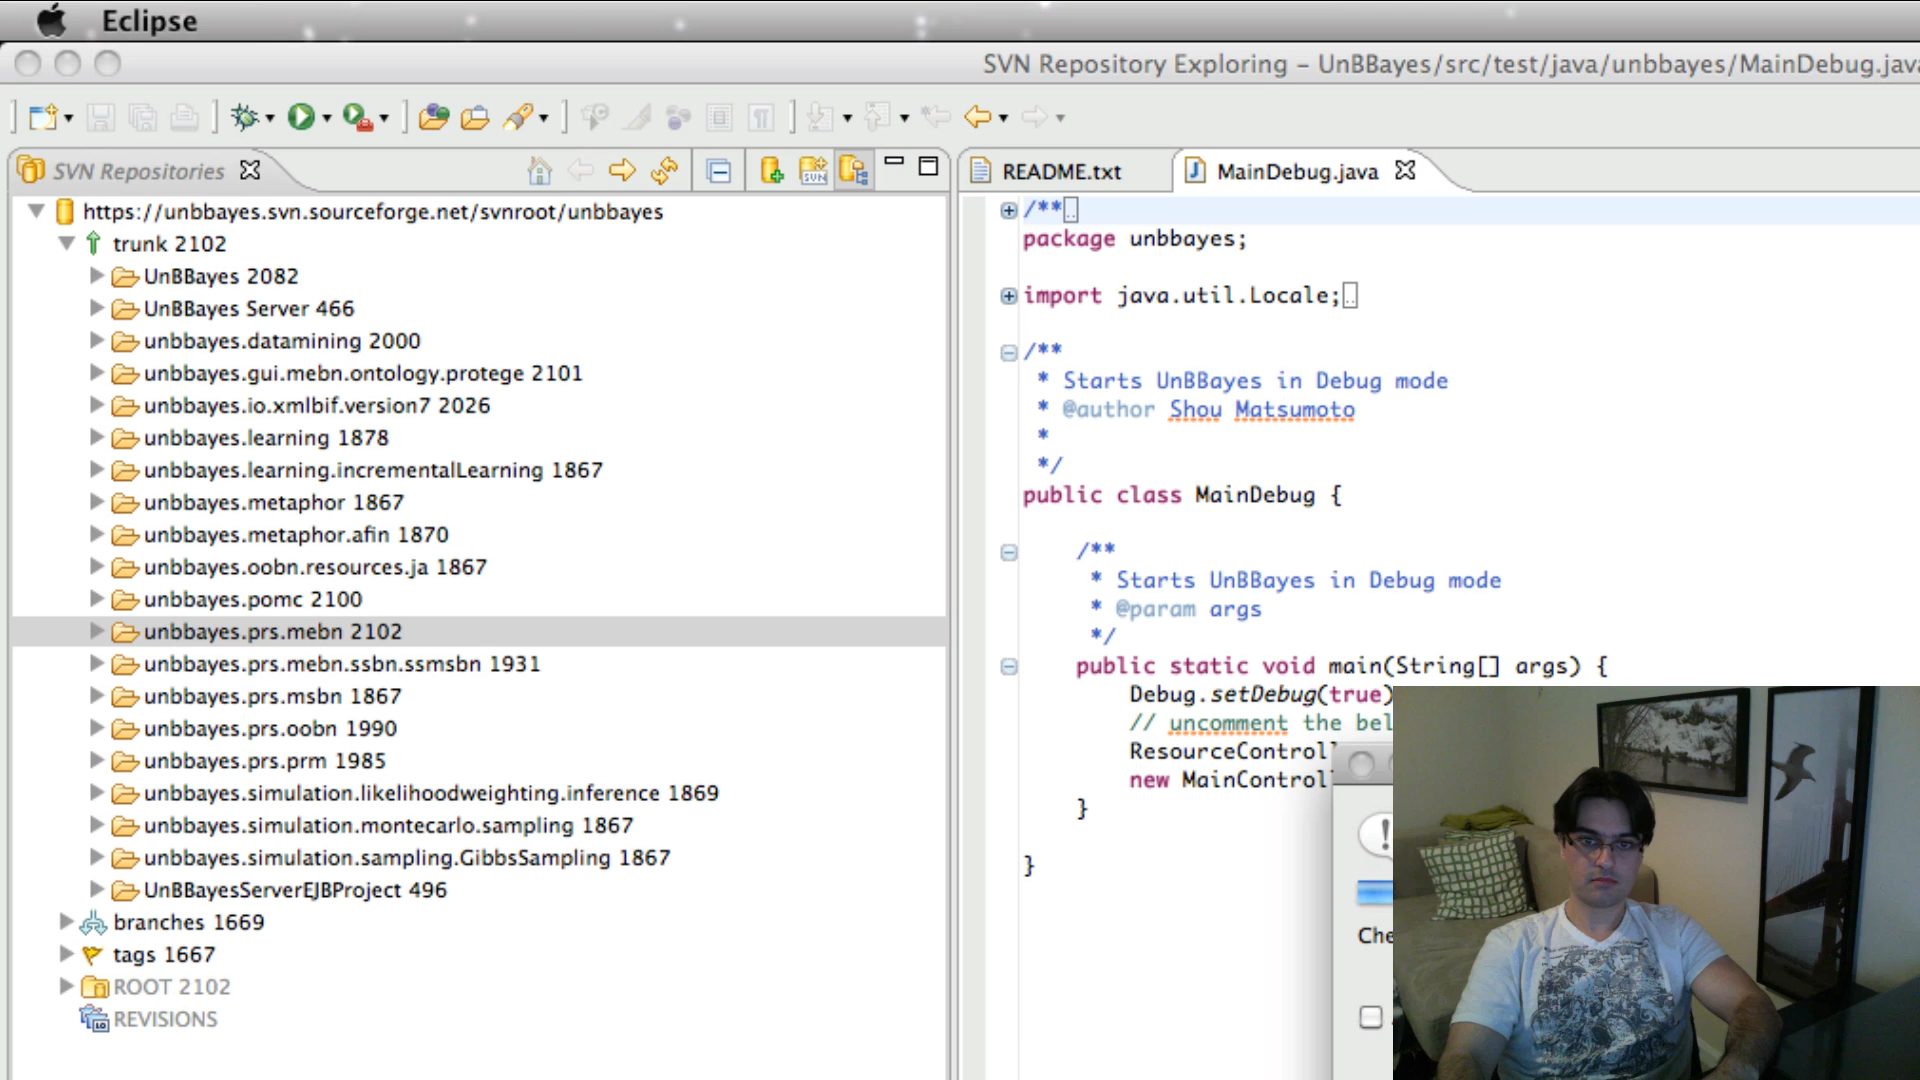 Eclipse
SVN Repository Exploring – UnBBayes/src/test/java/unbbayes/MainDebug.java
SVN Repositories
https://unbbayes.svn.sourceforge.net/svnroot/unbbayes
trunk 2102
UnBBayes 2082
UnBBayes Server 466
unbbayes.datamining 2000
unbbayes.gui.mebn.ontology.protege 2101
unbbayes.io.xmlbif.version7 2026
unbbayes.learning 1878
unbbayes.learning.incrementalLearning 1867
unbbayes.metaphor 1867
unbbayes.metaphor.afin 1870
unbbayes.oobn.resources.ja 1867
unbbayes.pomc 2100
unbbayes.prs.mebn 2102
unbbayes.prs.mebn.ssbn.ssmsbn 1931
unbbayes.prs.msbn 1867
unbbayes.prs.oobn 1990
unbbayes.prs.prm 1985
unbbayes.simulation.likelihoodweighting.inference 1869
unbbayes.simulation.montecarlo.sampling 1867
unbbayes.simulation.sampling.GibbsSampling 1867
UnBBayesServerEJBProject 496
branches 1669
tags 1667
ROOT 2102
REVISIONS
README.txt
MainDebug.java
/**
package unbbayes;
import java.util.Locale;
/**
* Starts UnBBayes in Debug mode
* @author Shou Matsumoto
*
*/
public class MainDebug {
/**
* Starts UnBBayes in Debug mode
* @param args
*/
public static void main(String[] args) {
Debug.setDebug(true)
// uncomment the bel
ResourceControll
new MainControll
}
}
Che